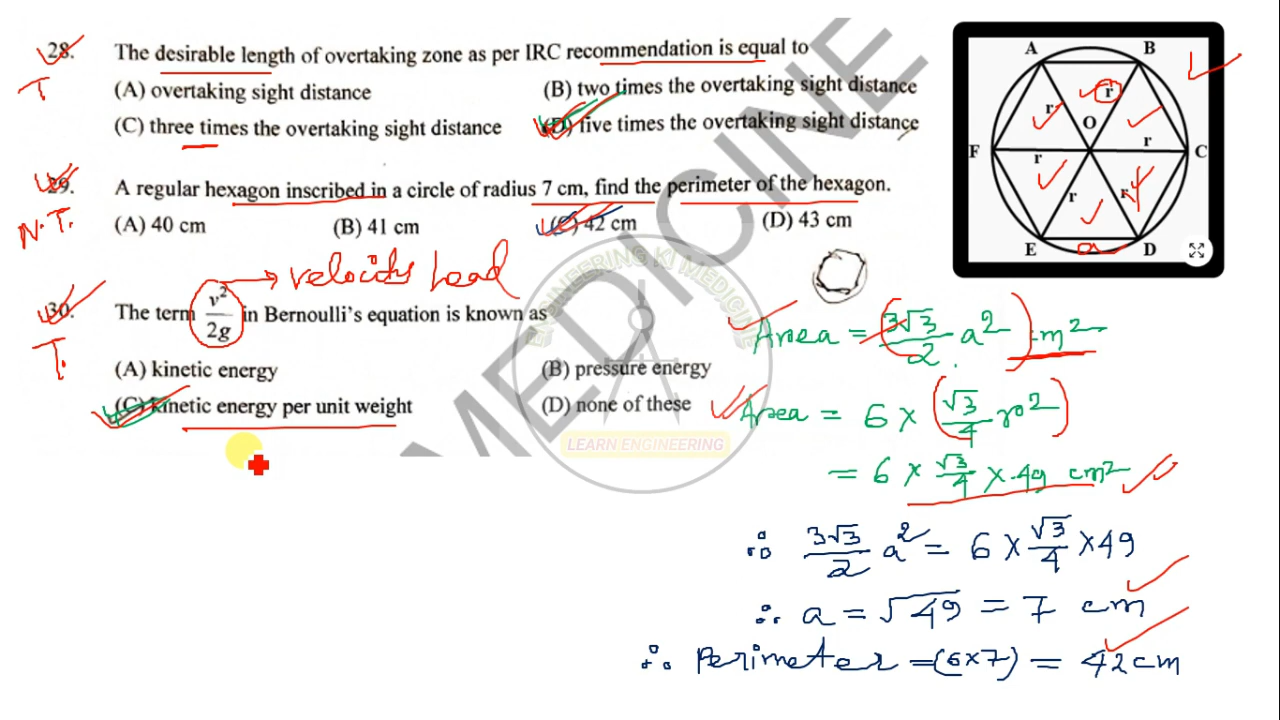 28. The desirable length of overtaking zone as per IRC recommendation is equal to
T
(A) overtaking sight distance (B) two times the overtaking sight distance
(C) three times the overtaking sight distance (D) five times the overtaking sight distance
29. A regular hexagon inscribed in a circle of radius 7 cm, find the perimeter of the hexagon.
N.T.
(A) 40 cm (B) 41 cm (C) 42 cm (D) 43 cm
→ velocity head
30. The term v²/2g in Bernoulli's equation is known as
T.
(A) kinetic energy (B) pressure energy
(C) kinetic energy per unit weight (D) none of these
A B
r r
O
F r r C
r r
E a D
Area = (3√3/2 a²) cm²
Area = 6 × (√3/4 r²)
= 6 × √3/4 × 49 cm²
∴ 3√3/2 a² = 6 × √3/4 × 49
∴ a = √49 = 7 cm
∴ Perimeter = (6×7) = 42 cm
MEDICINE
ENGINEERING KI MEDICINE
LEARN ENGINEERING